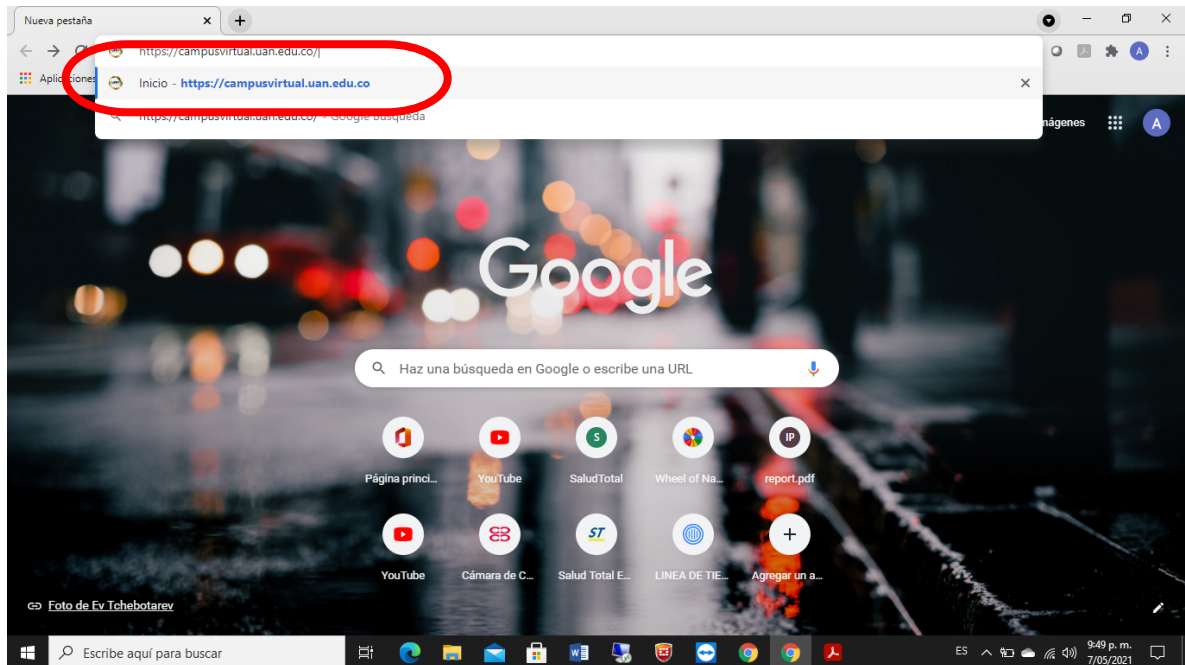 Nueva pestaña
https://campusvirtual.uan.edu.co/
Aplicaciones
Inicio - https://campusvirtual.uan.edu.co
https://campusvirtual.uan.edu.co/ - Google búsqueda
mágenes
A
A
Google
Haz una búsqueda en Google o escribe una URL
S
IP
Página princi...
YouTube
SaludTotal
Wheel of Na...
report.pdf
ST
YouTube
Cámara de C...
Salud Total E...
LINEA DE TIE...
Agregar un a...
Foto de Ev Tchebotarev
Escribe aquí para buscar
ES
9:49 p. m.
7/05/2021